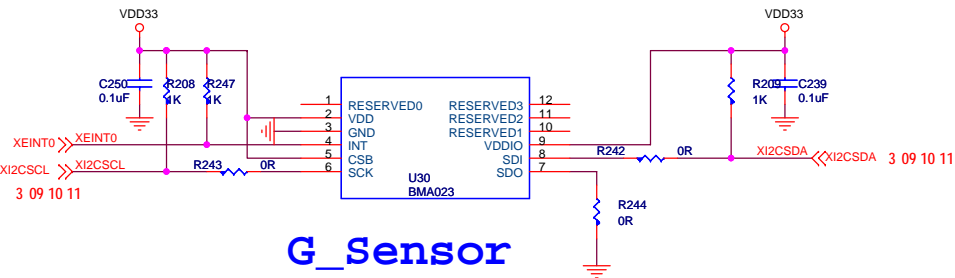 VDD33
VDD33
C250
0.1uF
R208
1K
R247
1K
R209
1K
C239
0.1uF
1
2
3
4
5
6
RESERVED0
VDD
GND
INT
CSB
SCK
RESERVED3
RESERVED2
RESERVED1
VDDIO
SDI
SDO
12
11
10
9
8
7
U30
BMA023
XEINT0
XEINT0
XI2CSCL
XI2CSCL
3 09 10 11
R243
0R
R242
0R
XI2CSDA
XI2CSDA
3 09 10 11
R244
0R
G_Sensor